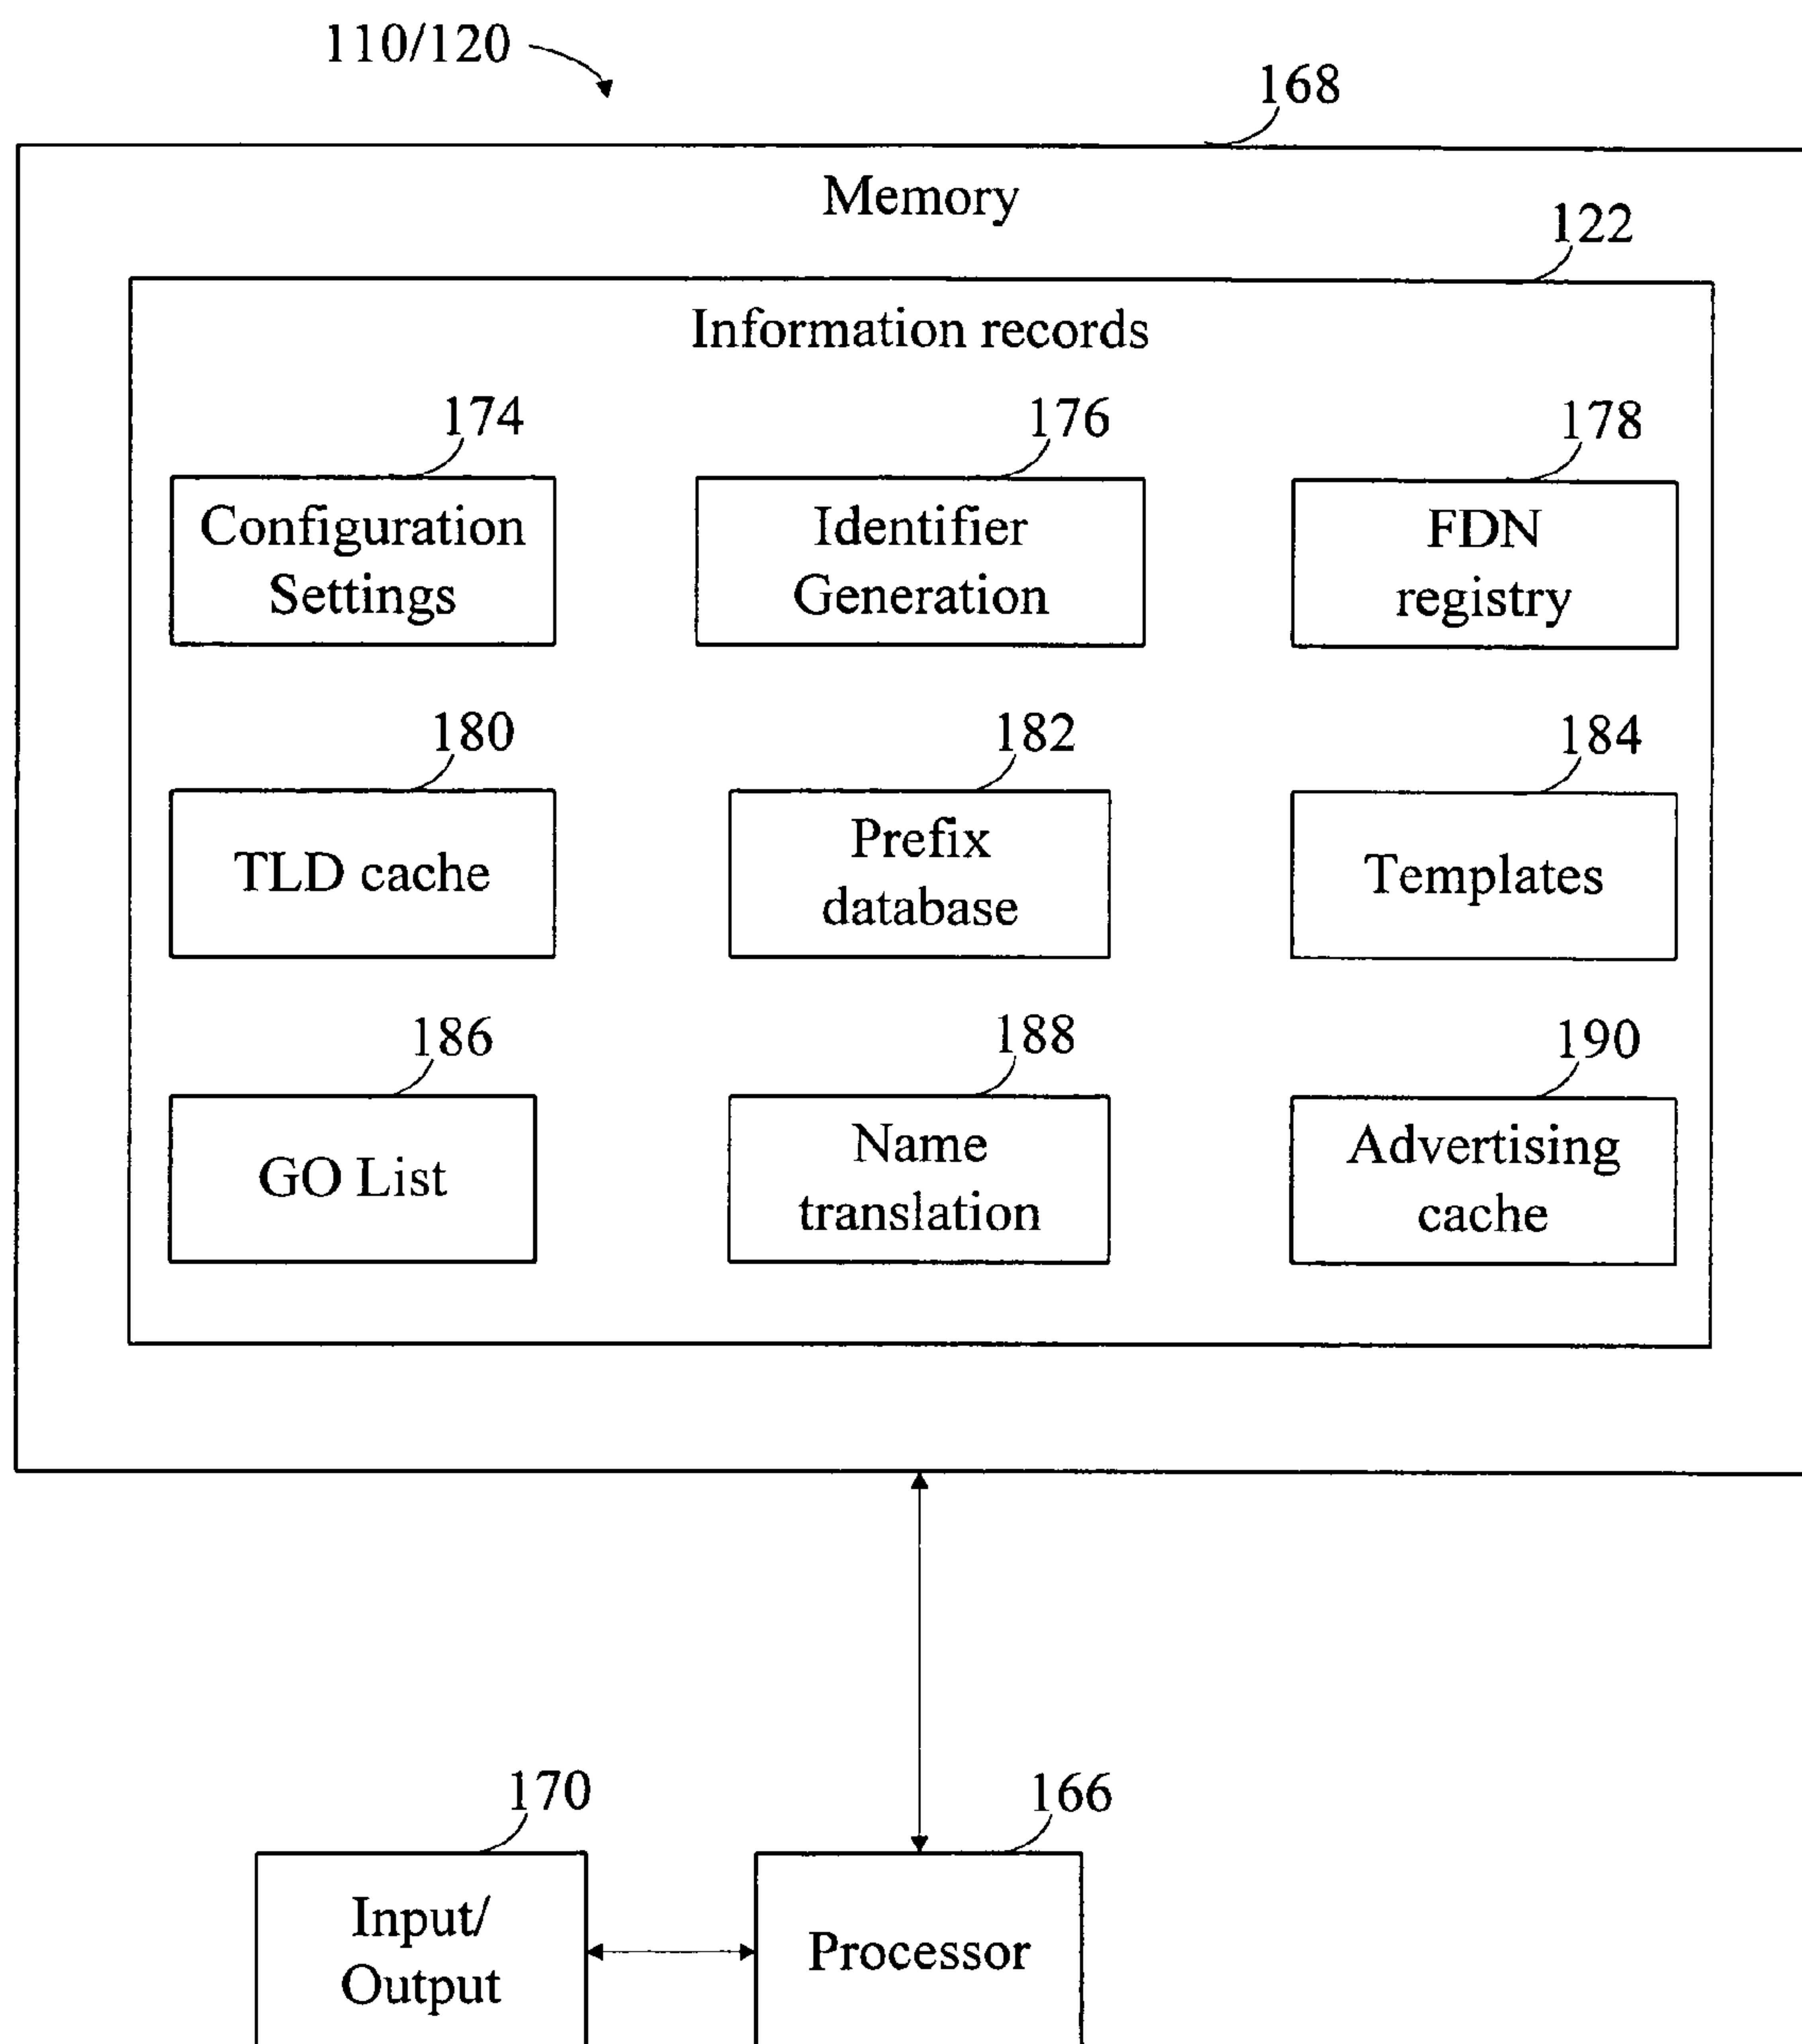 110/120
168
Memory
122
Information records
174
176
178
Configuration
Settings
Identifier
Generation
FDN
registry
180
182
184
TLD cache
Prefix
database
Templates
186
188
190
GO List
Name
translation
Advertising
cache
170
166
Input/
Output
Processor